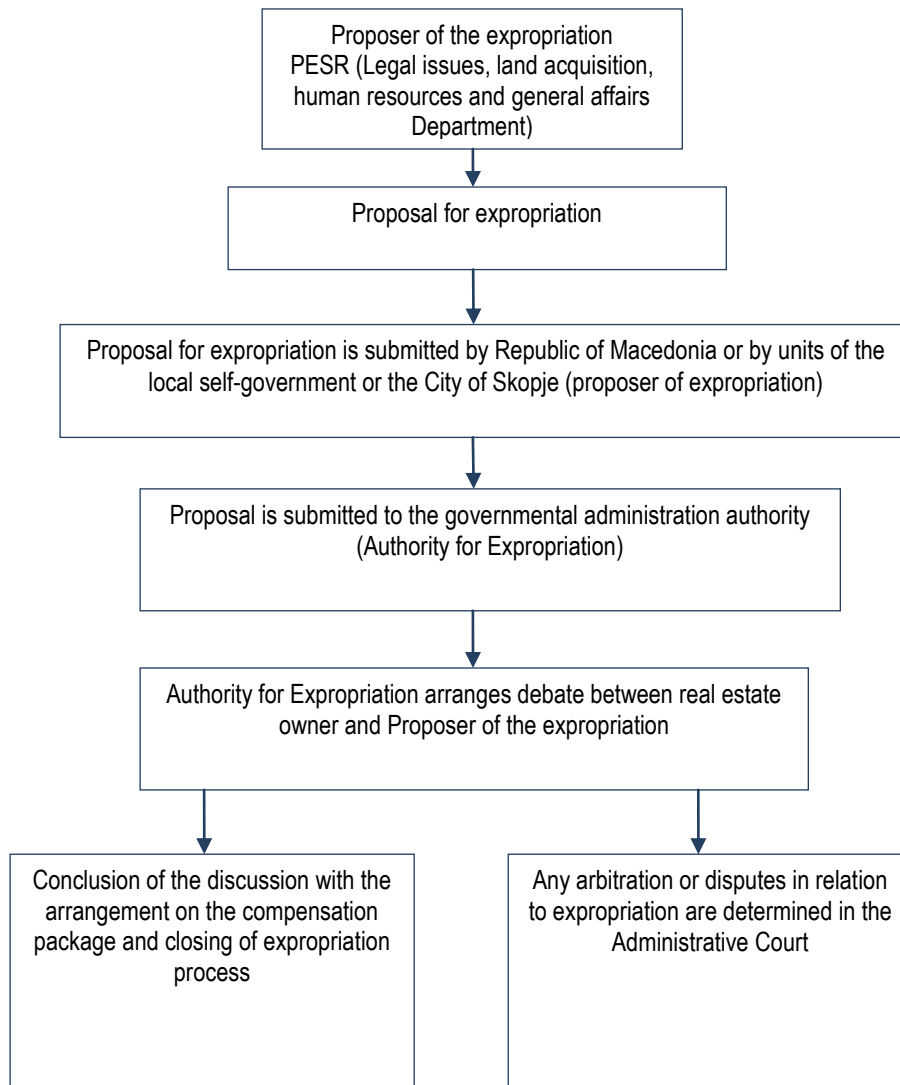 Proposer of the expropriation
PESR (Legal issues, land acquisition,
human resources and general affairs
Department)
Proposal for expropriation
Proposal for expropriation is submitted by Republic of Macedonia or by units of the
local self-government or the City of Skopje (proposer of expropriation)
Proposal is submitted to the governmental administration authority
(Authority for Expropriation)
Authority for Expropriation arranges debate between real estate
owner and Proposer of the expropriation
Conclusion of the discussion with the
arrangement on the compensation
package and closing of expropriation
process
Any arbitration or disputes in relation
to expropriation are determined in the
Administrative Court